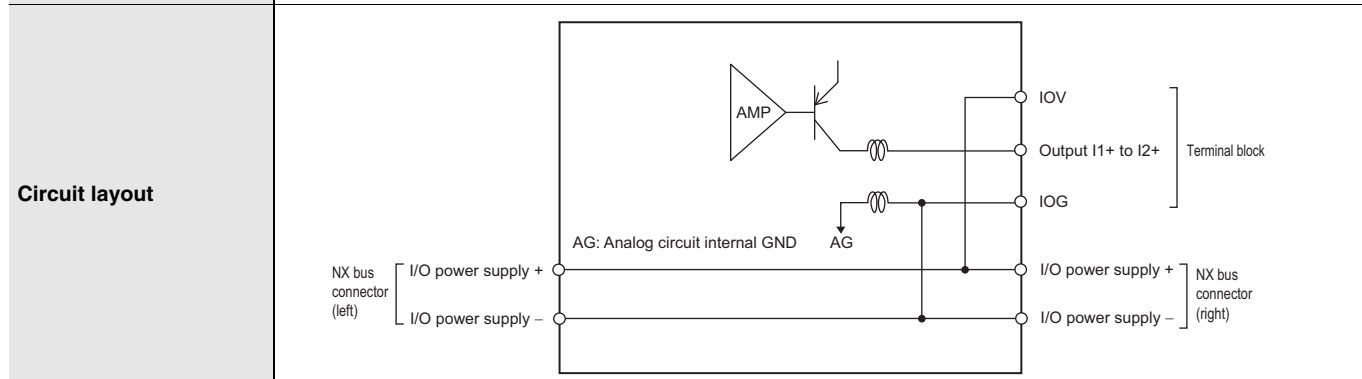 Circuit layout
AMP
IOV
Output I1+ to I2+
Terminal block
IOG
AG: Analog circuit internal GND
AG
NX bus
connector
(left)
I/O power supply +
I/O power supply –
I/O power supply +
I/O power supply –
NX bus
connector
(right)